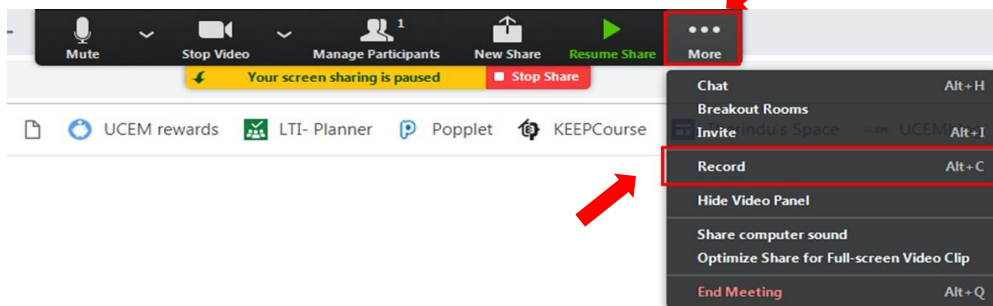 1
Mute Stop Video Manage Participants New Share Resume Share More
Your screen sharing is paused Stop Share
Chat Alt+H
Breakout Rooms
UCEM rewards LTI- Planner Popplet KEEPCourse Invite Alt+I
Record Alt+C
Hide Video Panel
Share computer sound
Optimize Share for Full-screen Video Clip
End Meeting Alt+Q